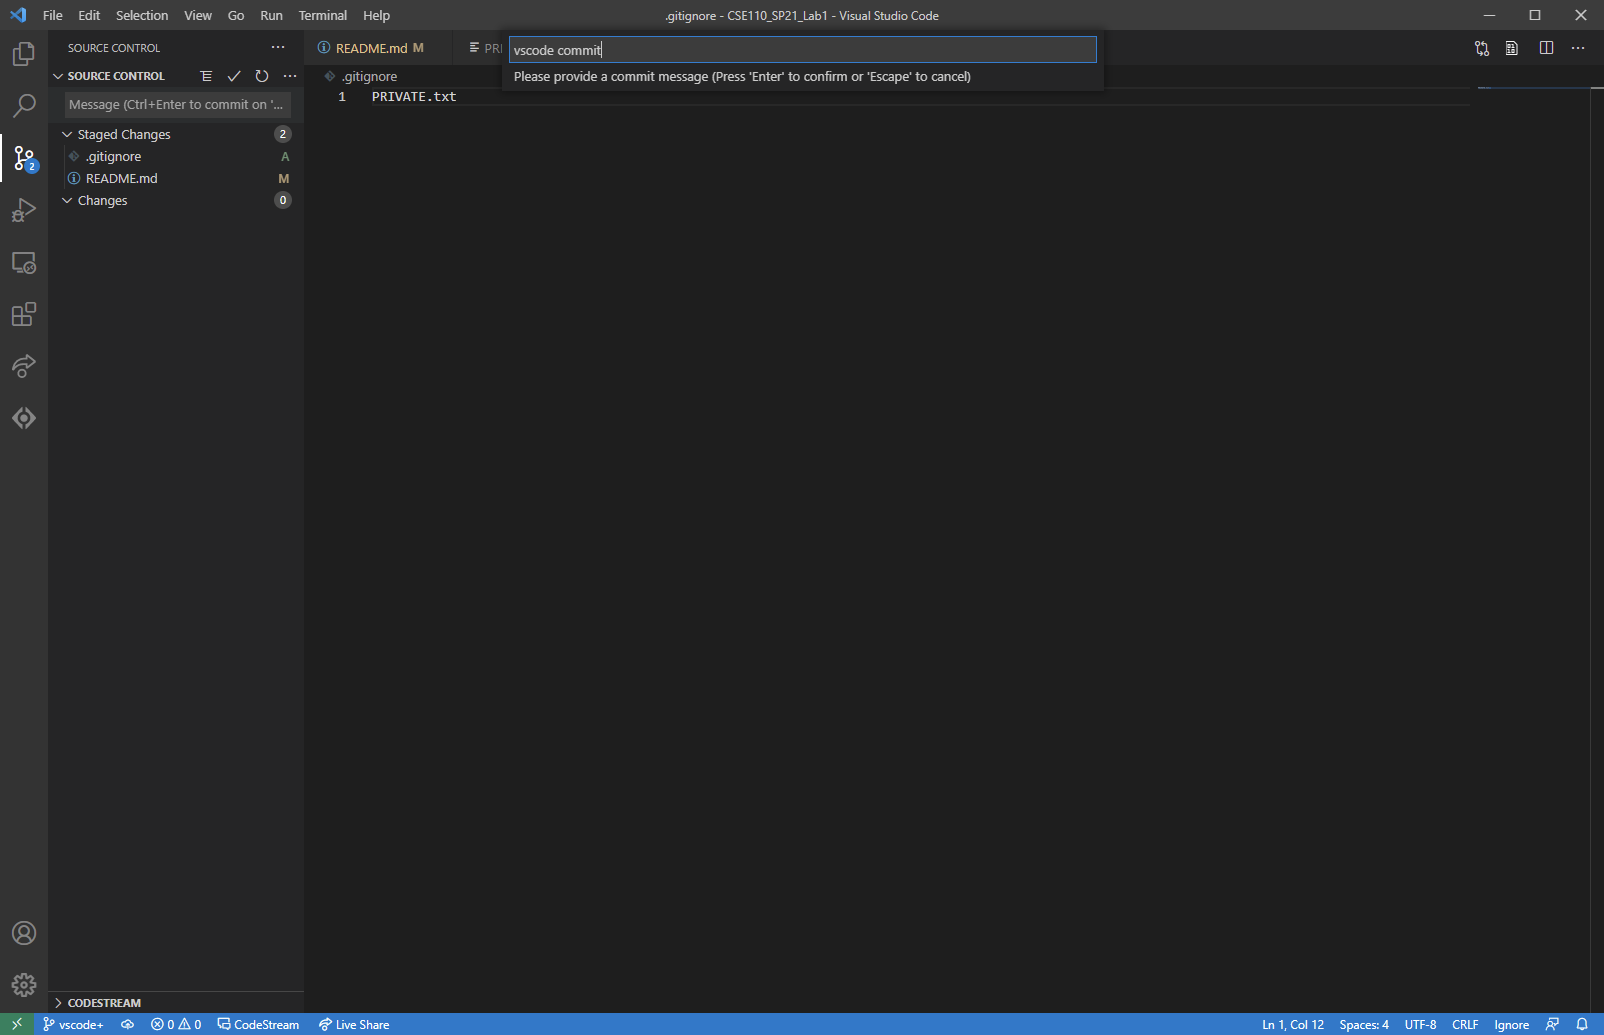 File Edit Selection View Go Run Terminal Help
.gitignore - CSE110_SP21_Lab1 - Visual Studio Code
SOURCE CONTROL
README.md M
PRI
vscode commit
Please provide a commit message (Press 'Enter' to confirm or 'Escape' to cancel)
SOURCE CONTROL
.gitignore
1 PRIVATE.txt
Message (Ctrl+Enter to commit on '...
Staged Changes 2
.gitignore A
README.md M
Changes 0
2
CODESTREAM
vscode+ 0 0 CodeStream Live Share
Ln 1, Col 12 Spaces: 4 UTF-8 CRLF Ignore